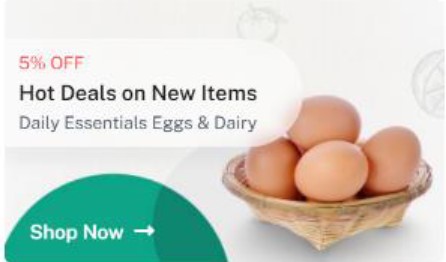 5% OFF
Hot Deals on New Items
Daily Essentials Eggs & Dairy
Shop Now →